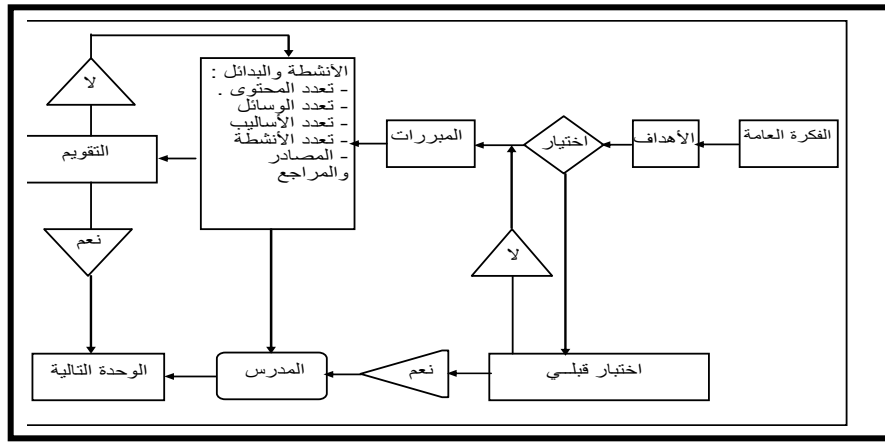 الفكرة العامة
الأهداف
اختيار
المبررات
الأنشطة والبدائل :
- تعدد المحتوى .
- تعدد الوسائل
- تعدد الأساليب
- تعدد الأنشطة
- المصادر
والمراجع
لا
التقويم
نعم
لا
اختبار قبلـــي
نعم
المدرس
الوحدة التالية